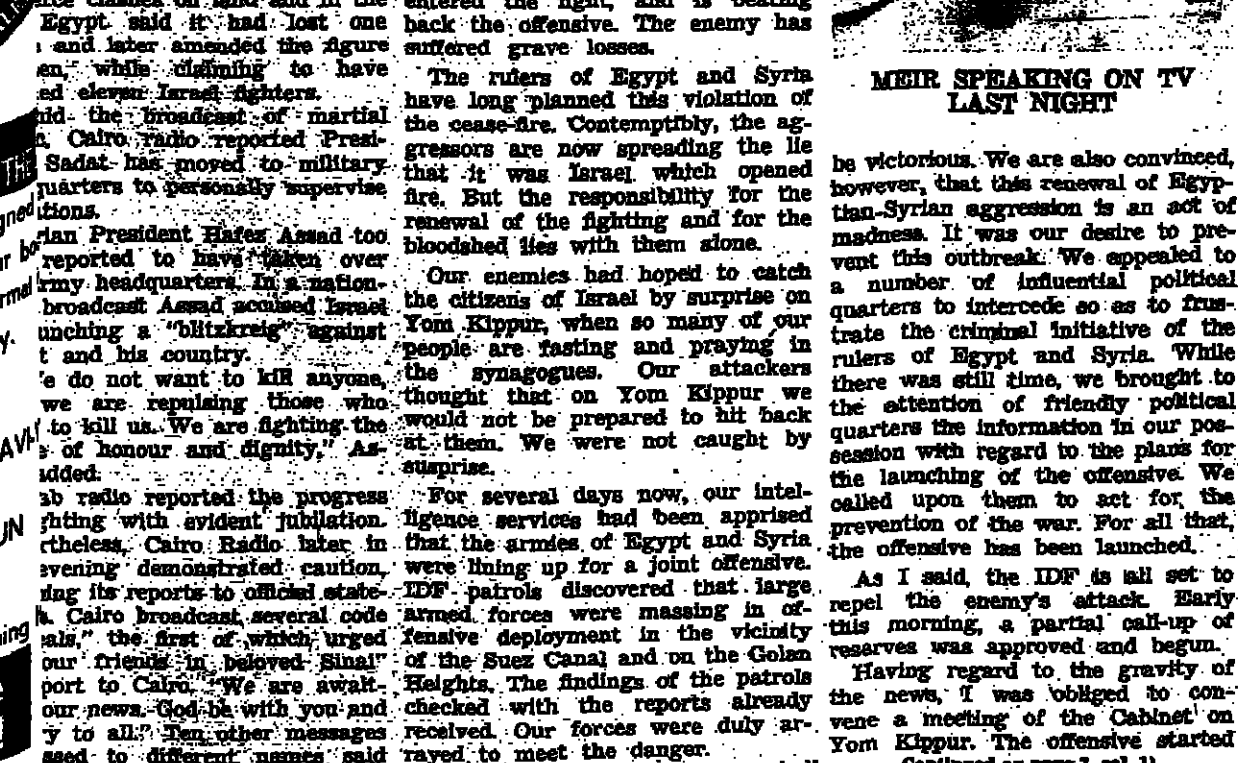 Egypt said it had lost one
and later amended the figure
while claiming to have
eleven Israel fighters.
the broadcast of martial
Cairo radio reported Presi-
Sadat has moved to military
quarters to personally supervise
itions.
President Hafez Assad too
reported to have taken over
army headquarters. In a nation-
broadcast Assad accused Israel
unching a "blitzkreig" against
t and his country.
'e do not want to kill anyone,
we are repulsing those who
to kill us. We are fighting the
of honour and dignity," As-
added.
ab radio reported the progress
ghting with evident jubilation.
rtheless, Cairo Radio later in
evening demonstrated caution,
ing its reports to official state-
Cairo broadcast several code
als," the first of which urged
our friends in beloved Sinai"
port to Cairo. "We are await-
our news. God be with you and
y to all." Ten other messages
ssed to different names said
entered the fight, and is beating
back the offensive. The enemy has
suffered grave losses.
The rulers of Egypt and Syria
have long planned this violation of
the cease-fire. Contemptibly, the ag-
gressors are now spreading the lie
that it was Israel which opened
fire. But the responsibility for the
renewal of the fighting and for the
bloodshed lies with them alone.
Our enemies had hoped to catch
the citizens of Israel by surprise on
Yom Kippur, when so many of our
people are fasting and praying in
the synagogues. Our attackers
thought that on Yom Kippur we
would not be prepared to hit back
at them. We were not caught by
susprise.
For several days now, our intel-
ligence services had been apprised
that the armies of Egypt and Syria
were lining up for a joint offensive.
IDF patrols discovered that large
armed forces were massing in of-
fensive deployment in the vicinity
of the Suez Canal and on the Golan
Heights. The findings of the patrols
checked with the reports already
received. Our forces were duly ar-
rayed to meet the danger.
MEIR SPEAKING ON TV
LAST NIGHT
be victorious. We are also convinced,
however, that this renewal of Egyp-
tian-Syrian aggression is an act of
madness. It was our desire to pre-
vent this outbreak. We appealed to
a number of influential political
quarters to intercede so as to frus-
trate the criminal initiative of the
rulers of Egypt and Syria. While
there was still time, we brought to
the attention of friendly political
quarters the information in our pos-
session with regard to the plans for
the launching of the offensive. We
called upon them to act for the
prevention of the war. For all that,
the offensive has been launched.
As I said, the IDF is all set to
repel the enemy's attack. Early
this morning, a partial call-up of
reserves was approved and begun.
Having regard to the gravity of
the news, I was obliged to con-
vene a meeting of the Cabinet on
Yom Kippur. The offensive started